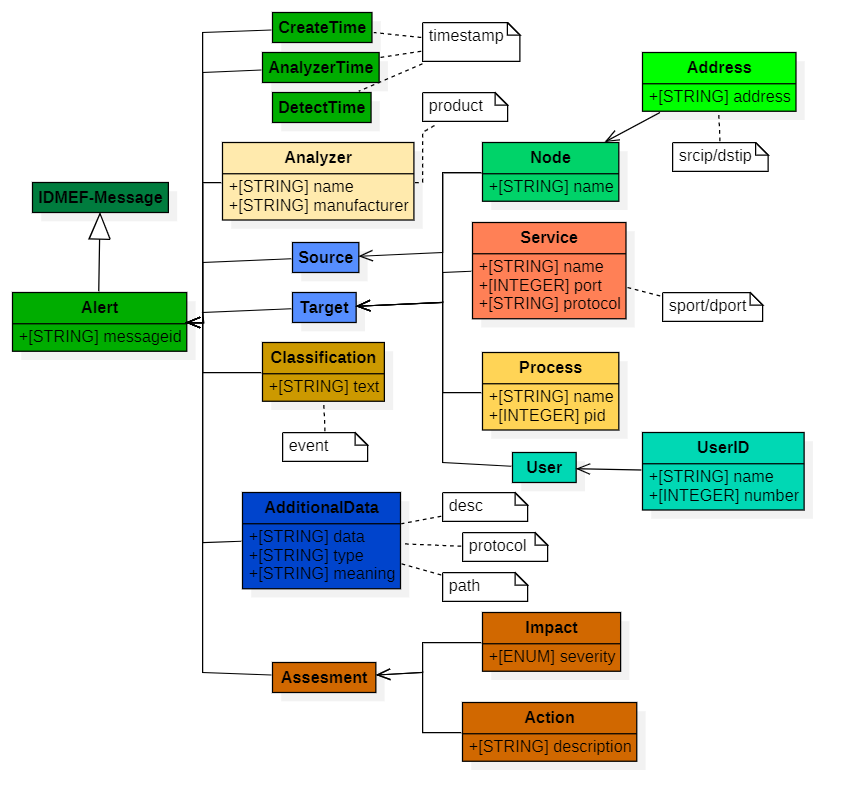 CreateTime
timestamp
AnalyzerTime
DetectTime
product
Address
+[STRING] address
srcip/dstip
Analyzer
+[STRING] name
+[STRING] manufacturer
Node
+[STRING] name
IDMEF-Message
Source
Service
+[STRING] name
+[INTEGER] port
+[STRING] protocol
sport/dport
Target
Alert
+[STRING] messageid
Classification
+[STRING] text
event
Process
+[STRING] name
+[INTEGER] pid
User
UserID
+[STRING] name
+[INTEGER] number
AdditionalData
+[STRING] data
+[STRING] type
+[STRING] meaning
desc
protocol
path
Impact
+[ENUM] severity
Assesment
Action
+[STRING] description